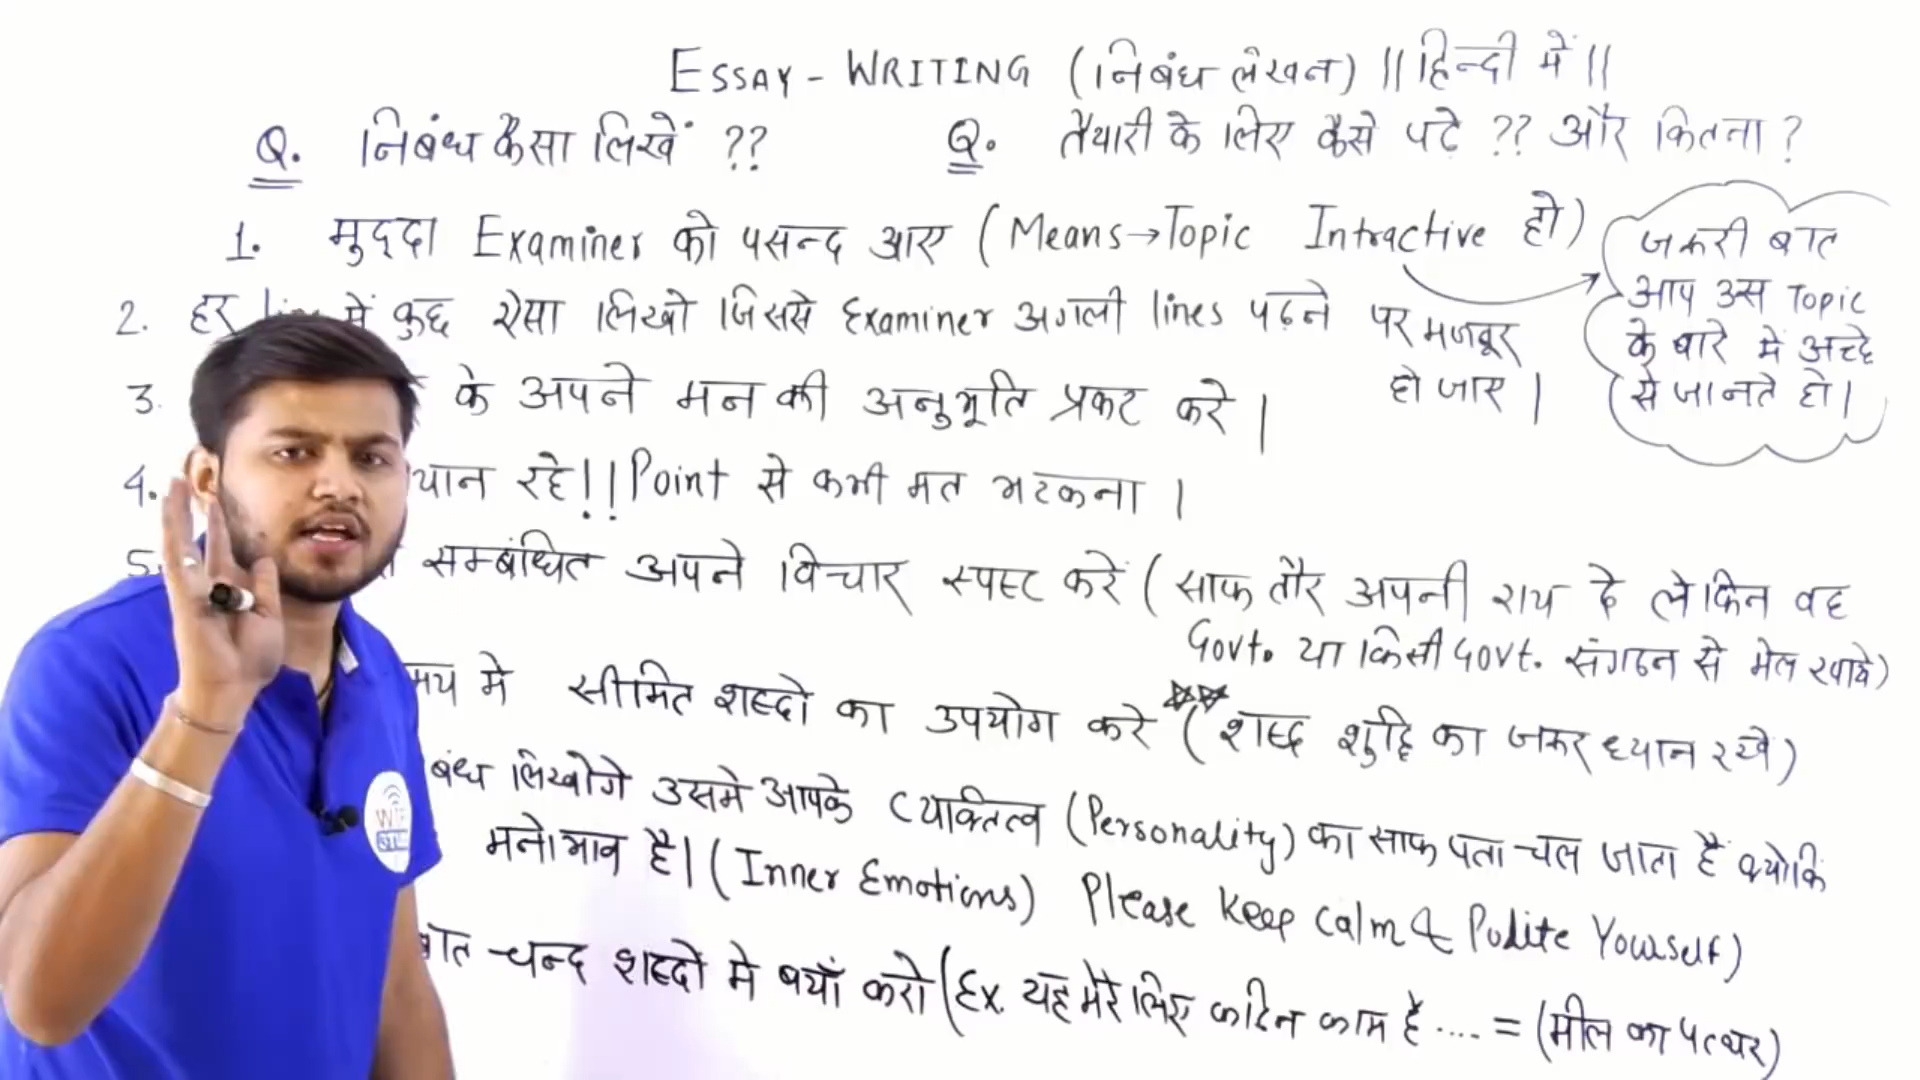 ESSAY - WRITING (निबंध लेखन) || हिन्दी में ||
Q. निबंध कैसा लिखें ?? Q. तैयारी के लिए कैसे पढे ?? और कितना ?
1. मुद्दा Examiner को पसन्द आए (Means→Topic Intractive हो)
जरूरी बात
आप उस Topic
के बारे में अच्छे
से जानते हो।
2. हर में कुछ ऐसा लिखो जिससे Examiner अगली lines पढ़ने पर मजबूर
हो जाए |
3. के अपने मन की अनुभूति प्रकट करे |
4. रहे!! Point से कभी मत भटकना |
5. सम्बंधित अपने विचार स्पष्ट करें ( साफ तौर अपनी राय दे लेकिन वह
Govt. या किसी Govt. संगठन से मेल खावे)
में सीमित शब्दो का उपयोग करे (शब्द शुद्धि का जरूर ध्यान रखे)
लिखोगे उसमे आपके व्यक्तित्व (Personality) का साफ पता चल जाता है क्योकि
मनोभाव है। (Inner Emotions) Please keep calm & Polite Yourself)
चन्द शब्दो मे बयाँ करो (Ex. यह मेरे लिए कठिन काम है .... = (मील का पत्थर)